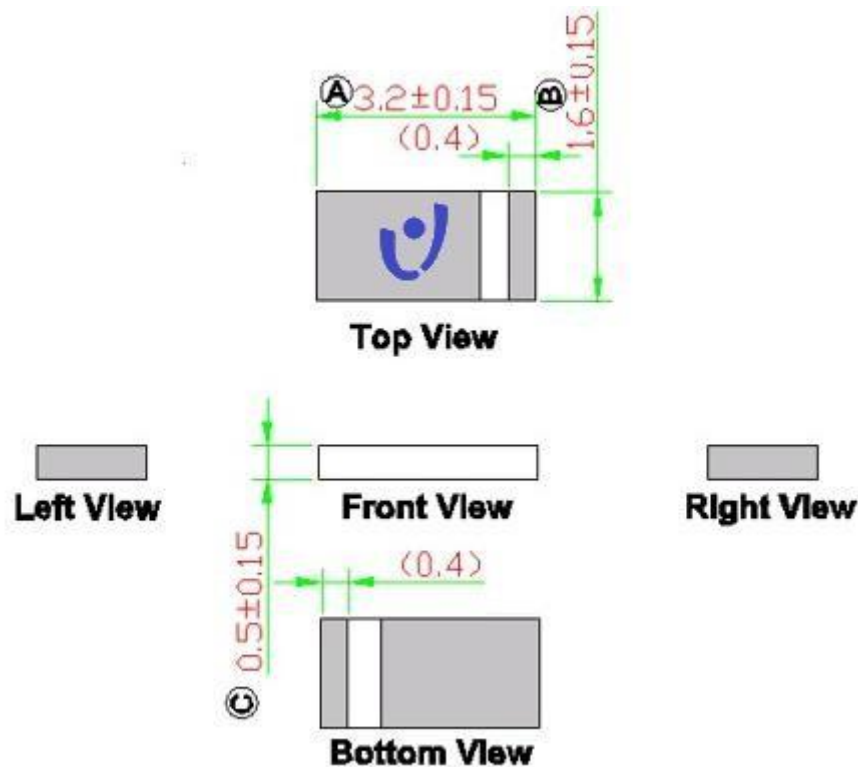 Ⓐ 3.2±0.15
Ⓑ 1.6±0.15
(0.4)
Top View
Left View
Front View
Right View
Ⓒ 0.5±0.15
(0.4)
Bottom View